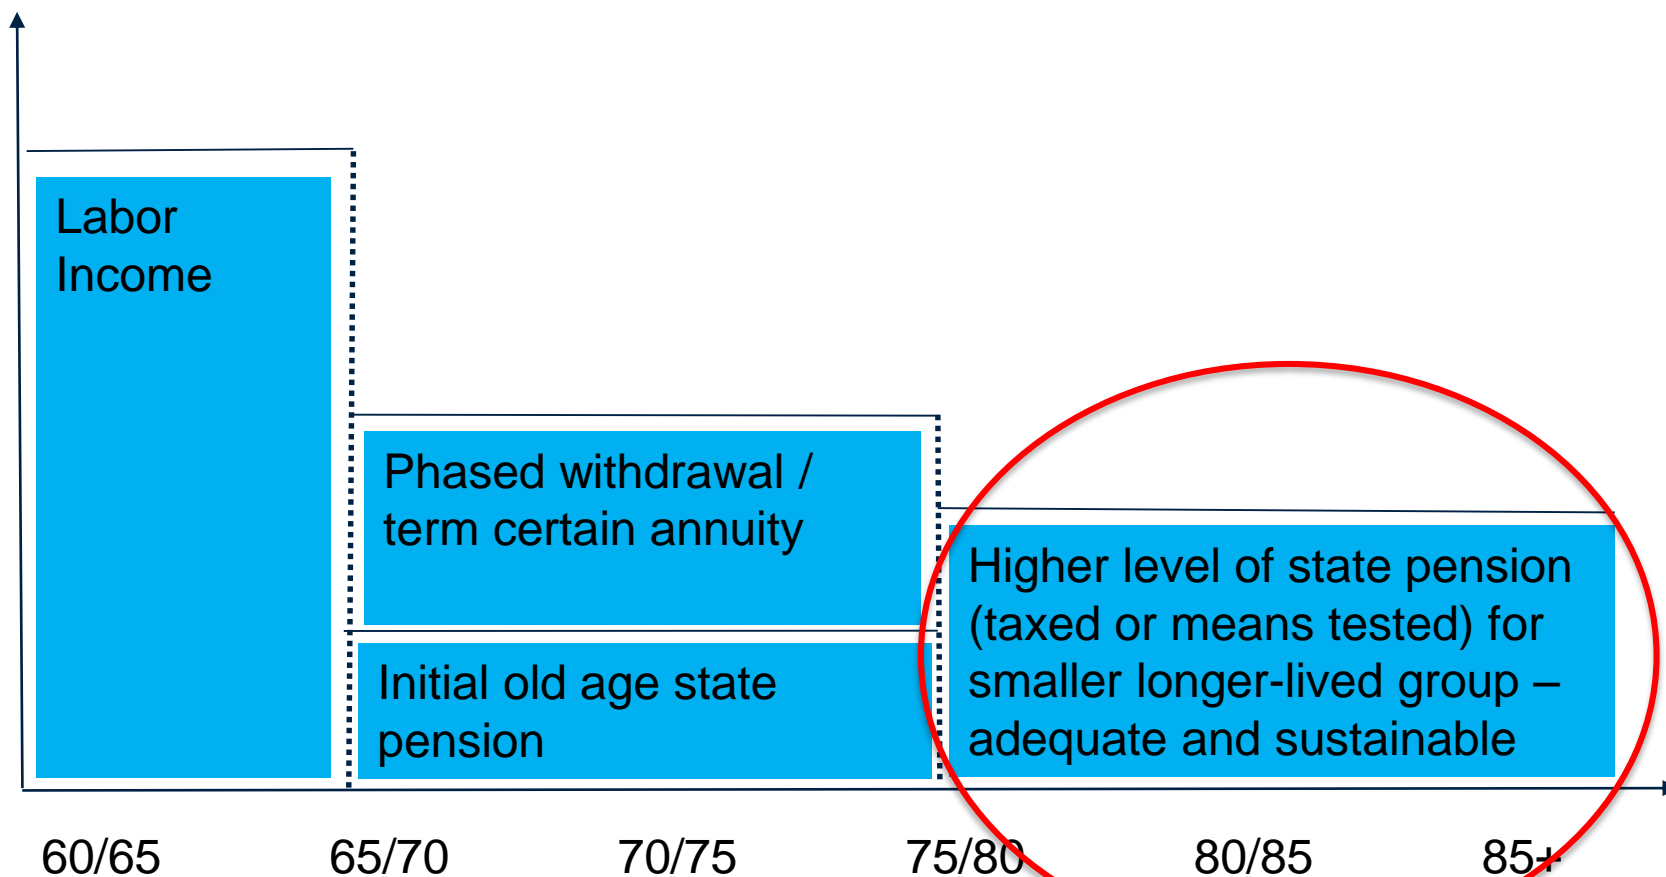 Labor
Income
Phased withdrawal /
term certain annuity
Initial old age state
pension
Higher level of state pension
(taxed or means tested) for
smaller longer-lived group –
adequate and sustainable
60/65 65/70 70/75 75/80 80/85 85+